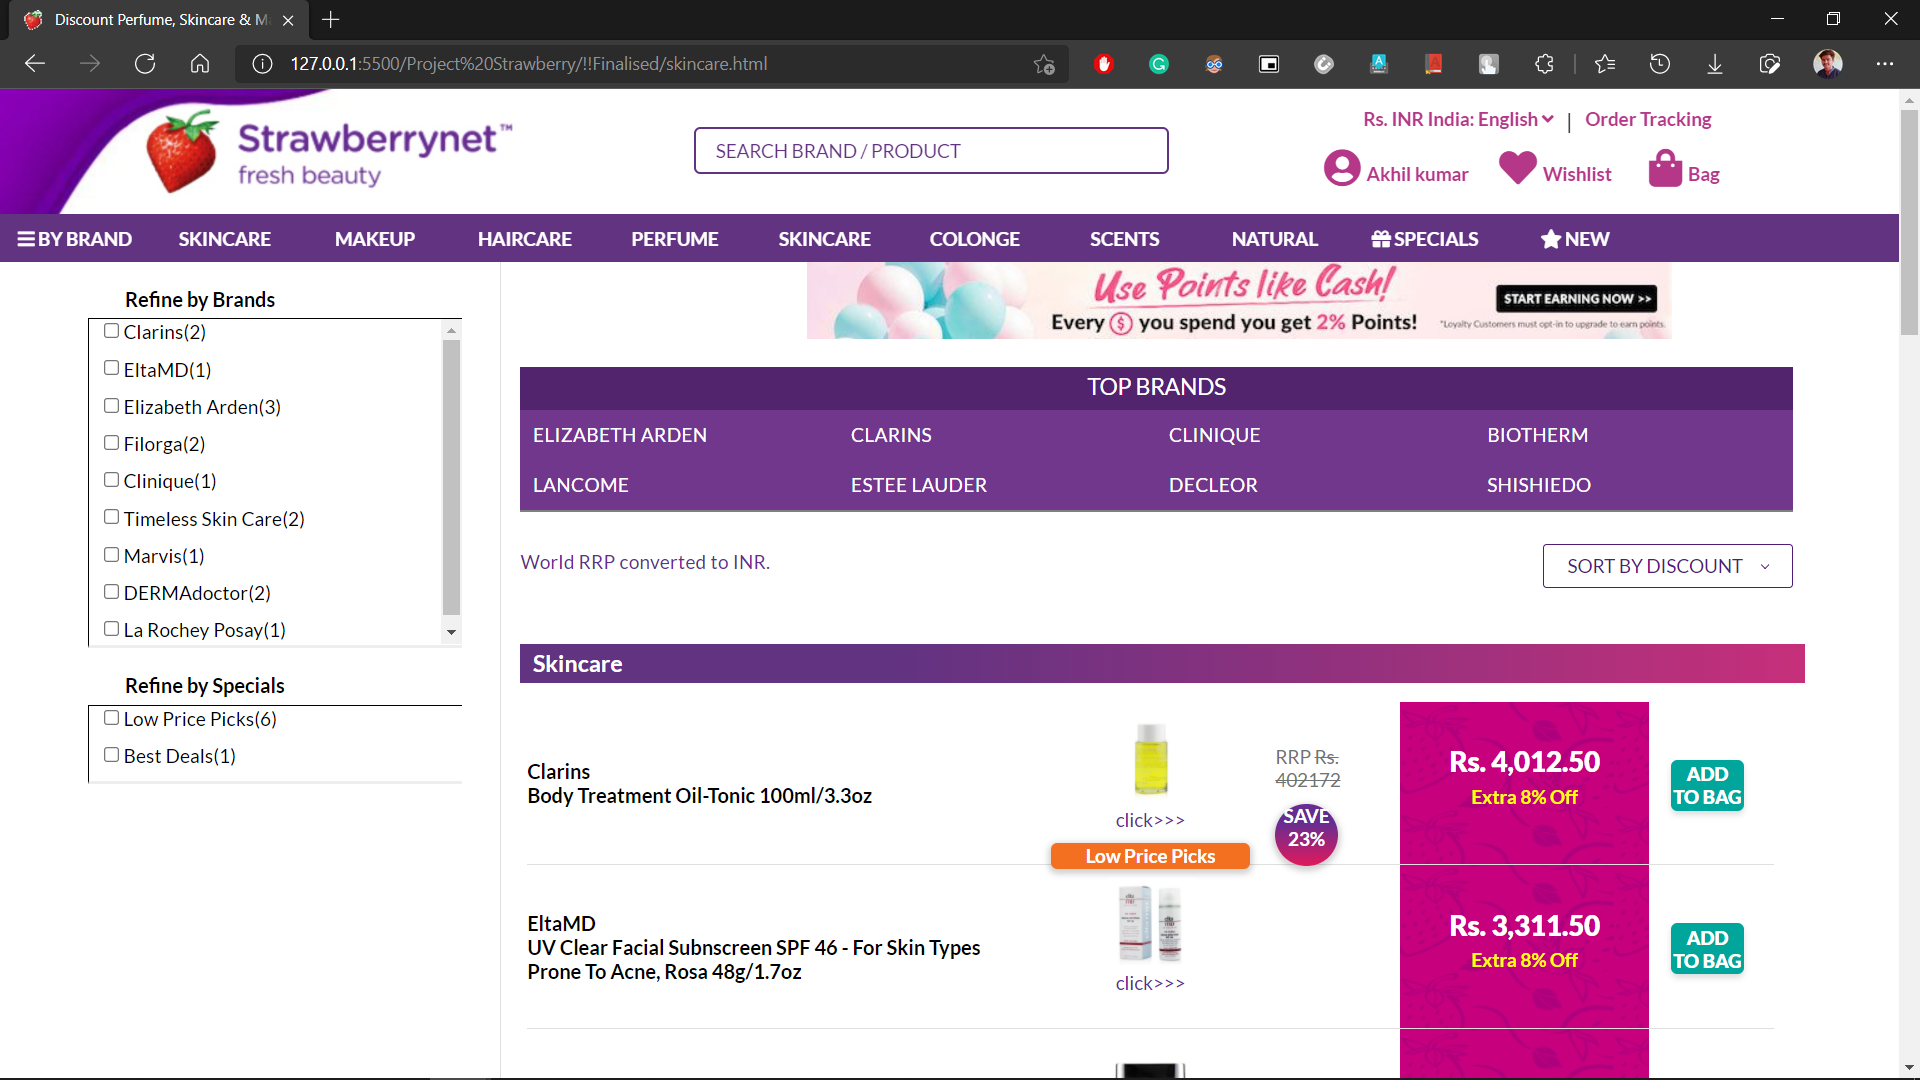 Discount Perfume, Skincare & M
127.0.0.1:5500/Project%20Strawberry/!!Finalised/skincare.html
Strawberrynet™
fresh beauty
SEARCH BRAND / PRODUCT
Rs. INR India: English | Order Tracking
Akhil kumar Wishlist Bag
BY BRAND SKINCARE MAKEUP HAIRCARE PERFUME SKINCARE COLONGE SCENTS NATURAL SPECIALS NEW
Refine by Brands
Clarins(2)
EltaMD(1)
Elizabeth Arden(3)
Filorga(2)
Clinique(1)
Timeless Skin Care(2)
Marvis(1)
DERMAdoctor(2)
La Rochey Posay(1)
Refine by Specials
Low Price Picks(6)
Best Deals(1)
Use Points like Cash!
Every $ you spend you get 2% Points!
START EARNING NOW >>
*Loyalty Customers must opt-in to upgrade to earn points.
TOP BRANDS
ELIZABETH ARDEN CLARINS CLINIQUE BIOTHERM
LANCOME ESTEE LAUDER DECLEOR SHISHIEDO
World RRP converted to INR.
SORT BY DISCOUNT
Skincare
Clarins
Body Treatment Oil-Tonic 100ml/3.3oz
click>>>
Low Price Picks
RRP Rs.
402172
SAVE
23%
Rs. 4,012.50
Extra 8% Off
ADD
TO BAG
EltaMD
UV Clear Facial Subnscreen SPF 46 - For Skin Types
Prone To Acne, Rosa 48g/1.7oz
click>>>
Rs. 3,311.50
Extra 8% Off
ADD
TO BAG